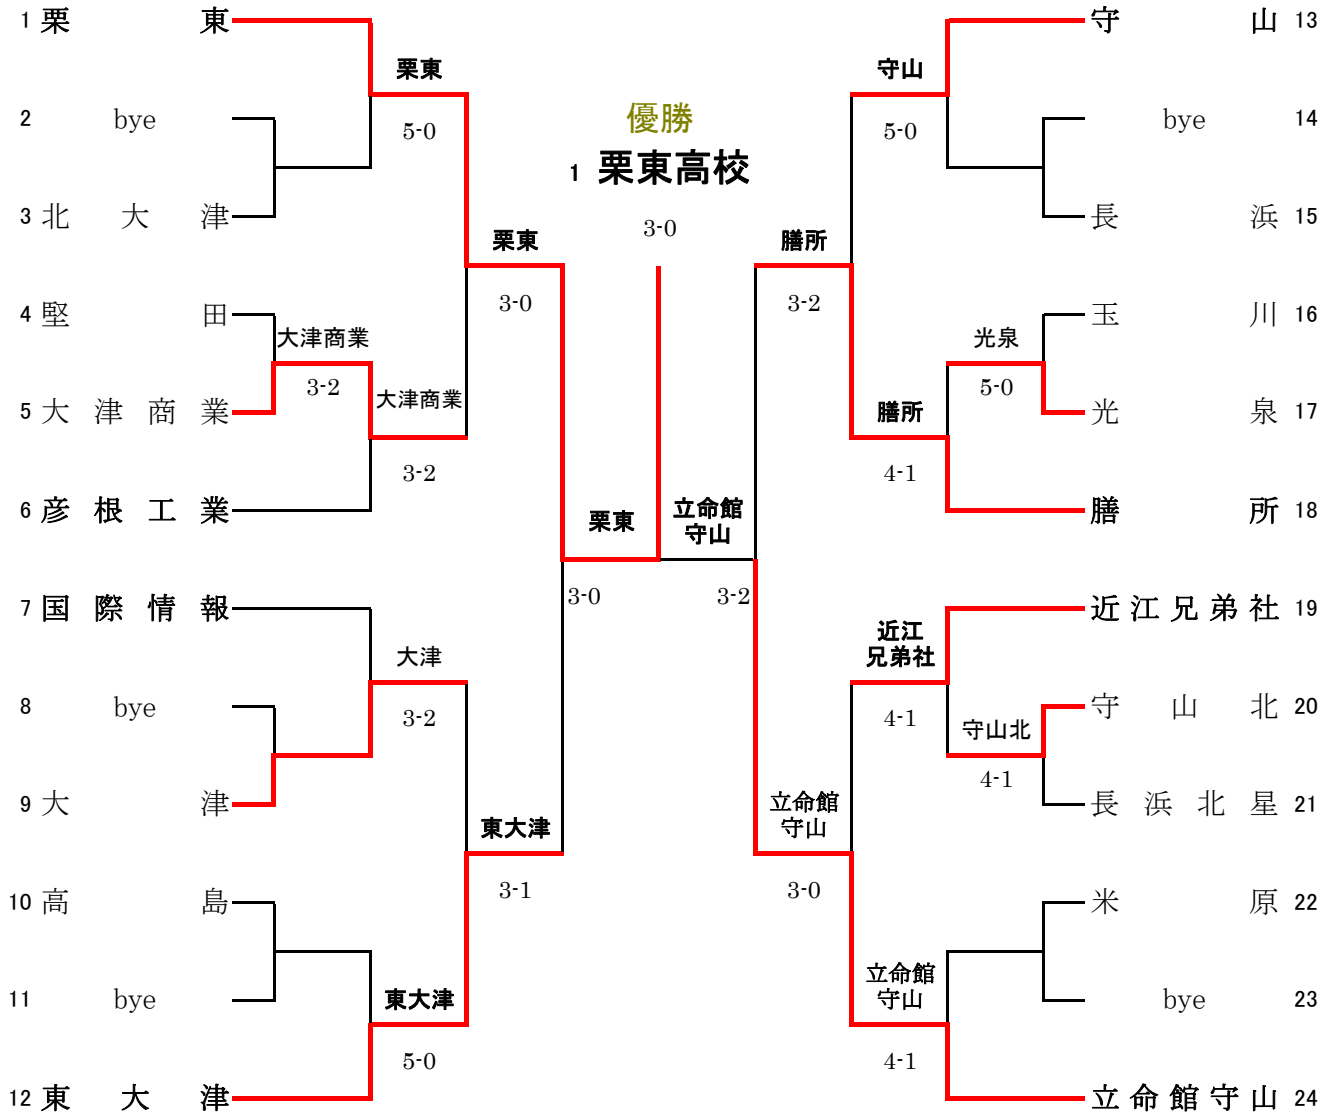 1 栗東
2 bye
3 北大津
4 堅田
5 大津商業
6 彦根工業
7 国際情報
8 bye
9 大津
10 高島
11 bye
12 東大津
栗東
5-0
大津商業
3-2
大津商業
3-2
大津
3-2
東大津
5-0
栗東
3-0
東大津
3-1
栗東
3-0
優勝
1 栗東高校
3-0
立命館
守山
3-2
膳所
3-2
立命館
守山
3-0
守山
5-0
光泉
5-0
膳所
4-1
近江
兄弟社
4-1
守山北
4-1
立命館
守山
4-1
守山 13
bye 14
長浜 15
玉川 16
光泉 17
膳所 18
近江兄弟社 19
守山北 20
長浜北星 21
米原 22
bye 23
立命館守山 24